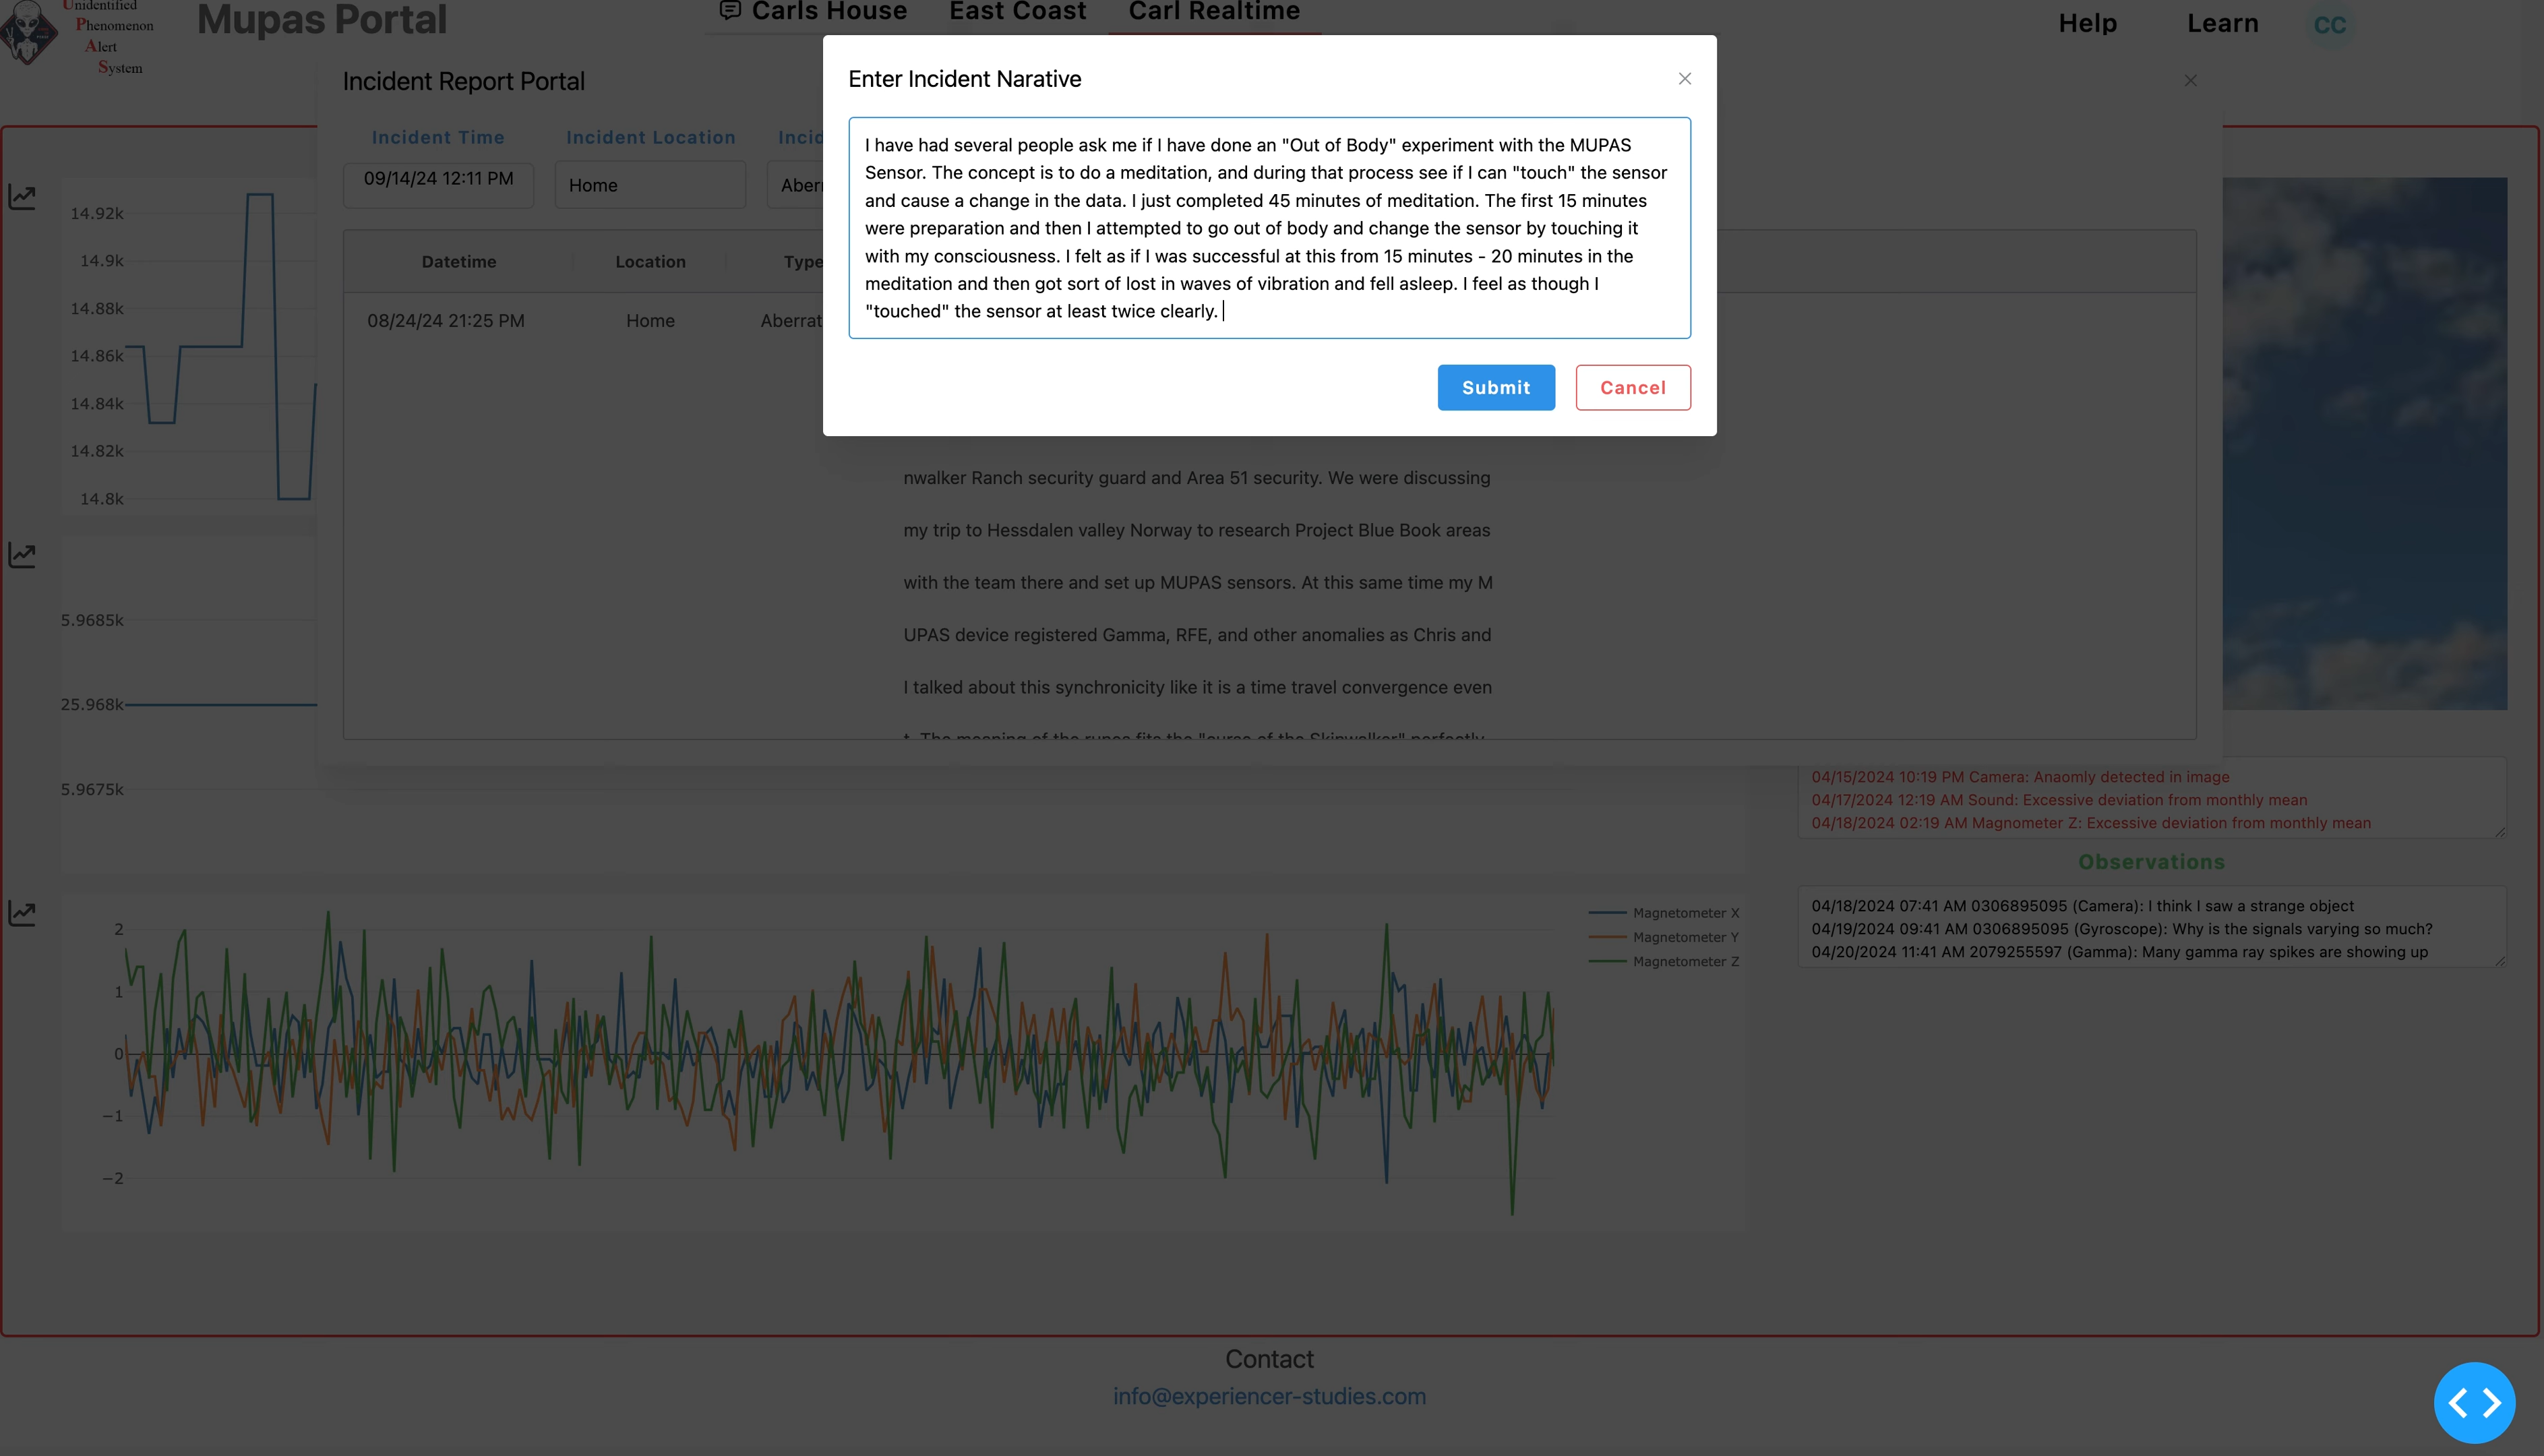 Unidentified
Phenomenon
Alert
System
Mupas Portal
Carls House
East Coast
Carl Realtime
Help
Learn
CC
Incident Report Portal
Incident Time
Incident Location
Incid
09/14/24 12:11 PM
Home
Aber
Datetime
Location
Type
08/24/24 21:25 PM
Home
Aberrat
Enter Incident Narative
I have had several people ask me if I have done an "Out of Body" experiment with the MUPAS
Sensor. The concept is to do a meditation, and during that process see if I can "touch" the sensor
and cause a change in the data. I just completed 45 minutes of meditation. The first 15 minutes
were preparation and then I attempted to go out of body and change the sensor by touching it
with my consciousness. I felt as if I was successful at this from 15 minutes - 20 minutes in the
meditation and then got sort of lost in waves of vibration and fell asleep. I feel as though I
"touched" the sensor at least twice clearly.
Submit
Cancel
nwalker Ranch security guard and Area 51 security. We were discussing
my trip to Hessdalen valley Norway to research Project Blue Book areas
with the team there and set up MUPAS sensors. At this same time my M
UPAS device registered Gamma, RFE, and other anomalies as Chris and
I talked about this synchronicity like it is a time travel convergence even
t. The meaning of the runes fits the "curse of the Skinwalker" perfectly
14.92k
14.9k
14.88k
14.86k
14.84k
14.82k
14.8k
5.9685k
25.968k
5.9675k
2
1
0
−1
−2
Magnetometer X
Magnetometer Y
Magnetometer Z
04/15/2024 10:19 PM Camera: Anaomly detected in image
04/17/2024 12:19 AM Sound: Excessive deviation from monthly mean
04/18/2024 02:19 AM Magnometer Z: Excessive deviation from monthly mean
Observations
04/18/2024 07:41 AM 0306895095 (Camera): I think I saw a strange object
04/19/2024 09:41 AM 0306895095 (Gyroscope): Why is the signals varying so much?
04/20/2024 11:41 AM 2079255597 (Gamma): Many gamma ray spikes are showing up
Contact
info@experiencer-studies.com